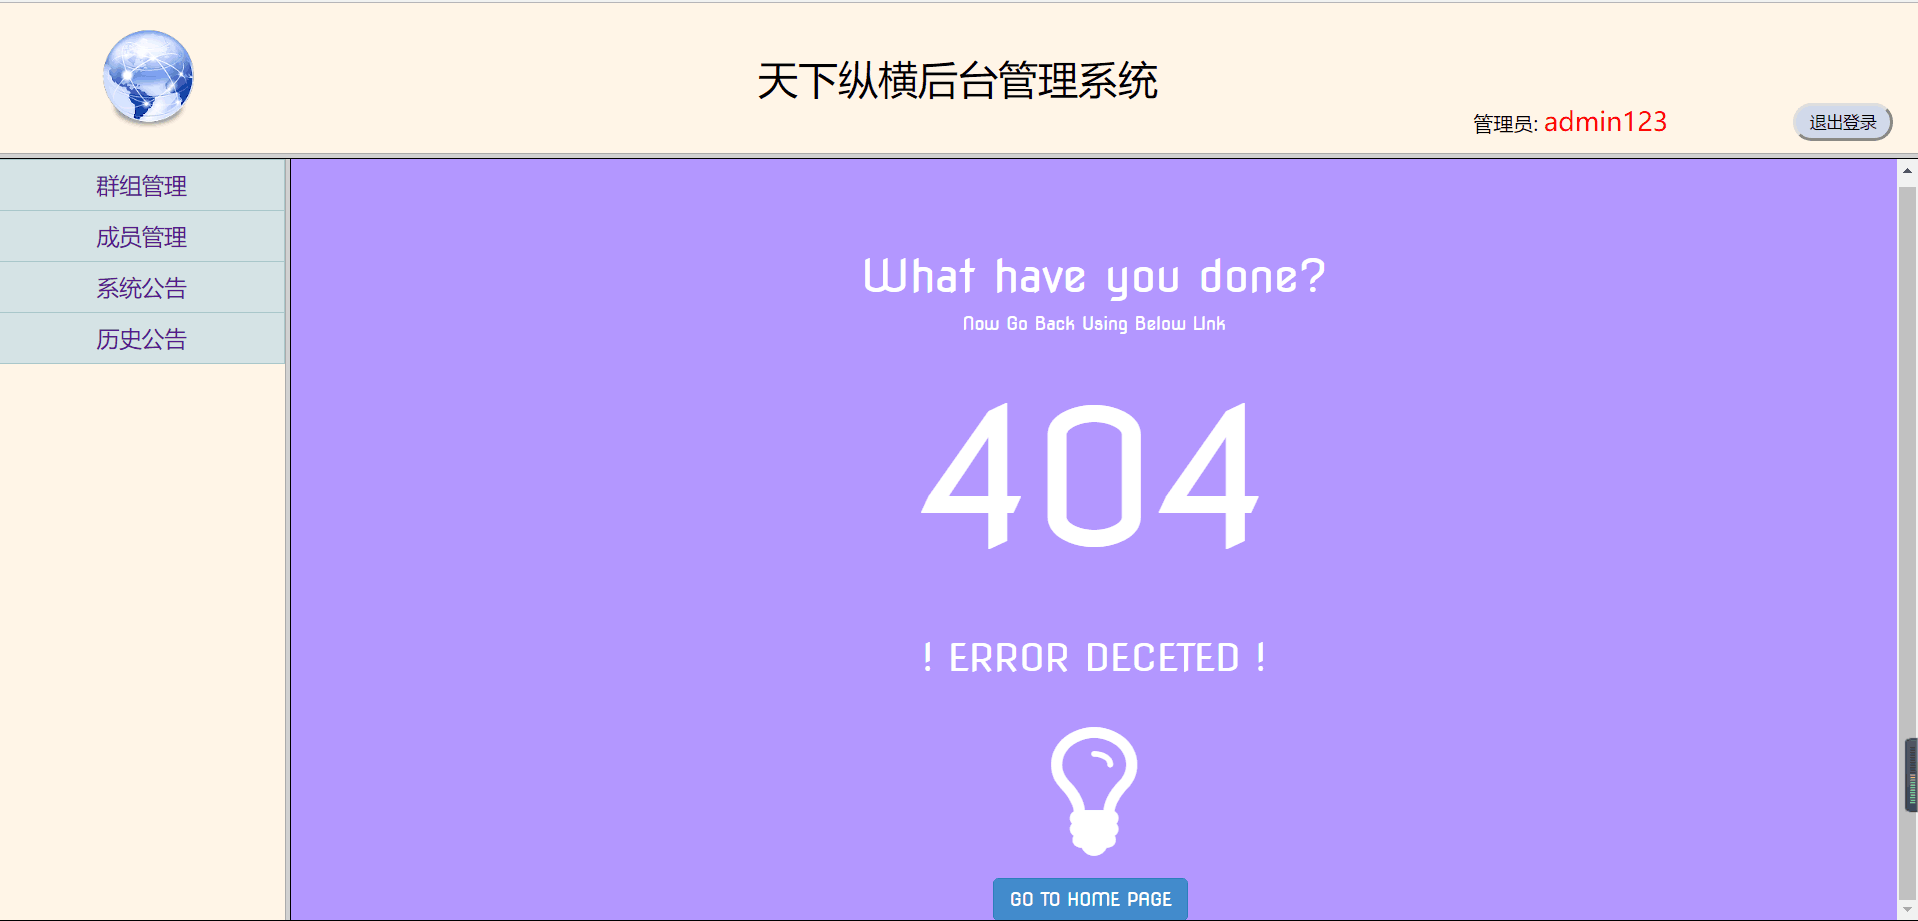 天下纵横后台管理系统
管理员: admin123
退出登录
群组管理
成员管理
系统公告
历史公告
What have you done?
Now Go Back Using Below LInk
404
! ERROR DECETED !
GO TO HOME PAGE